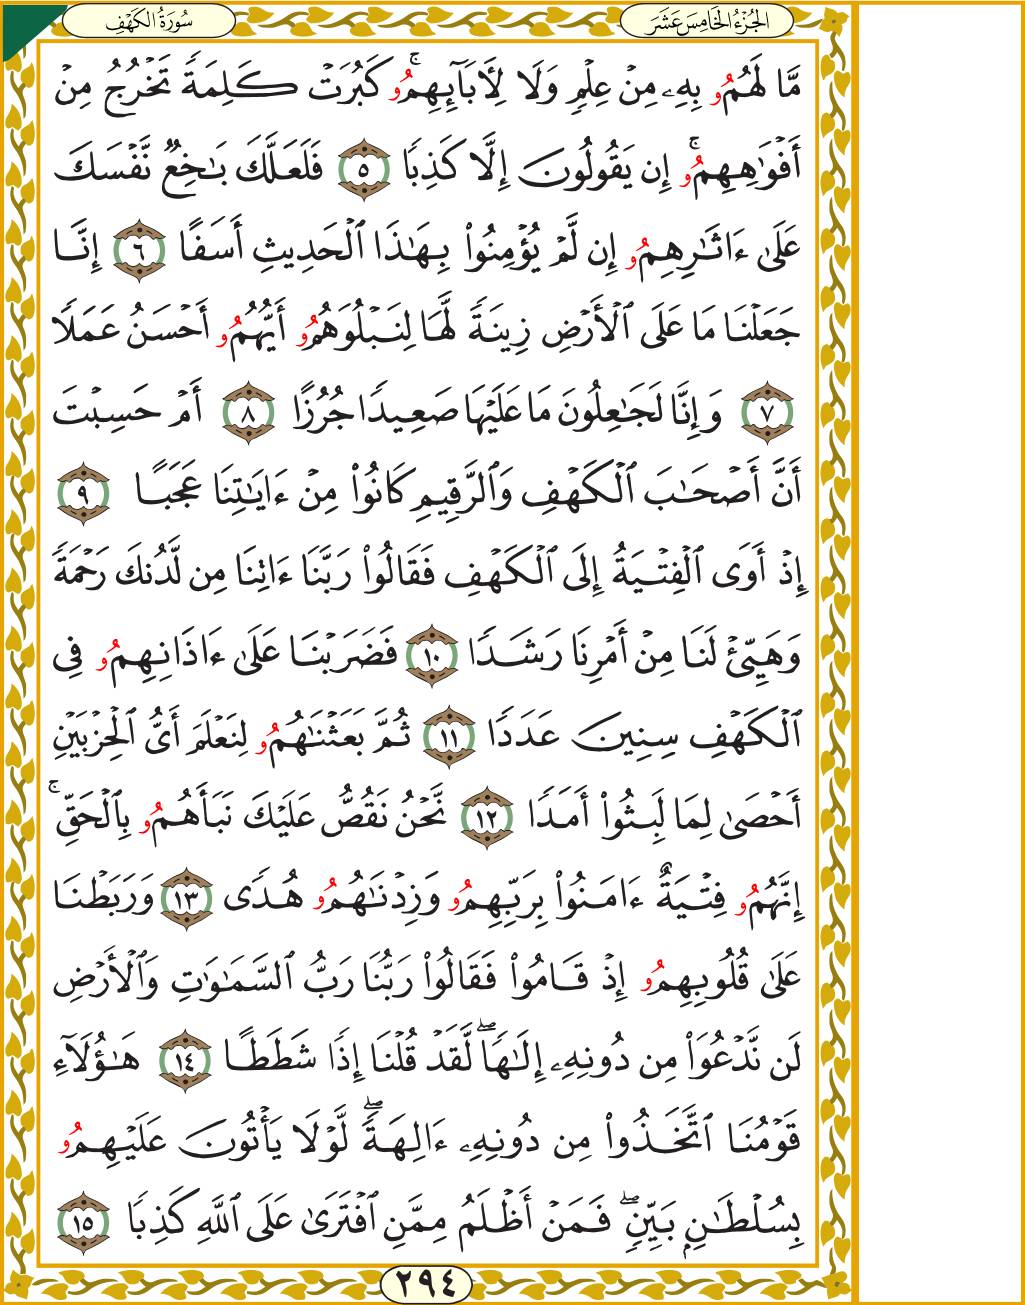 الجُزْءُ الخَامِسَ عَشَرَ
سُورَةُ الكَهْفِ
مَّا لَهُمُۥ بِهِۦ مِنْ عِلْمٍ وَلَا لِأٓبَآئِهِمُۥۚ كَبُرَتْ كَلِمَةً تَخْرُجُ مِنْ
أَفْوَٰهِهِمُۥۚ إِن يَقُولُونَ إِلَّا كَذِبًا ٥ فَلَعَلَّكَ بَٰخِعٌ نَّفْسَكَ
عَلَىٰ ءَاثَٰرِهِمُۥ إِن لَّمْ يُؤْمِنُوا۟ بِهَٰذَا ٱلْحَدِيثِ أَسَفًا ٦ إِنَّا
جَعَلْنَا مَا عَلَى ٱلْأَرْضِ زِينَةً لَّهَا لِنَبْلُوَهُمُۥ أَيُّهُمُۥ أَحْسَنُ عَمَلًا
٧ وَإِنَّا لَجَٰعِلُونَ مَا عَلَيْهَا صَعِيدًا جُرُزًا ٨ أَمْ حَسِبْتَ
أَنَّ أَصْحَٰبَ ٱلْكَهْفِ وَٱلرَّقِيمِ كَانُوا۟ مِنْ ءَايَٰتِنَا عَجَبًا ٩
إِذْ أَوَى ٱلْفِتْيَةُ إِلَى ٱلْكَهْفِ فَقَالُوا۟ رَبَّنَا ءَاتِنَا مِن لَّدُنكَ رَحْمَةً
وَهَيِّئْ لَنَا مِنْ أَمْرِنَا رَشَدًا ١٠ فَضَرَبْنَا عَلَىٰ ءَاذَانِهِمُۥ فِى
ٱلْكَهْفِ سِنِينَ عَدَدًا ١١ ثُمَّ بَعَثْنَٰهُمُۥ لِنَعْلَمَ أَىُّ ٱلْحِزْبَيْنِ
أَحْصَىٰ لِمَا لَبِثُوٓا۟ أَمَدًا ١٢ نَّحْنُ نَقُصُّ عَلَيْكَ نَبَأَهُمُۥ بِٱلْحَقِّۚ
إِنَّهُمُۥ فِتْيَةٌ ءَامَنُوا۟ بِرَبِّهِمُۥ وَزِدْنَٰهُمُۥ هُدًى ١٣ وَرَبَطْنَا
عَلَىٰ قُلُوبِهِمُۥ إِذْ قَامُوا۟ فَقَالُوا۟ رَبُّنَا رَبُّ ٱلسَّمَٰوَٰتِ وَٱلْأَرْضِ
لَن نَّدْعُوَا۟ مِن دُونِهِۦ إِلَٰهًاۖ لَّقَدْ قُلْنَا إِذًا شَطَطًا ١٤ هَٰؤُلَآءِ
قَوْمُنَا ٱتَّخَذُوا۟ مِن دُونِهِۦ ءَالِهَةًۖ لَّوْلَا يَأْتُونَ عَلَيْهِمُۥ
بِسُلْطَٰنٍۭ بَيِّنٍۖ فَمَنْ أَظْلَمُ مِمَّنِ ٱفْتَرَىٰ عَلَى ٱللَّهِ كَذِبًا ١٥
٢٩٤